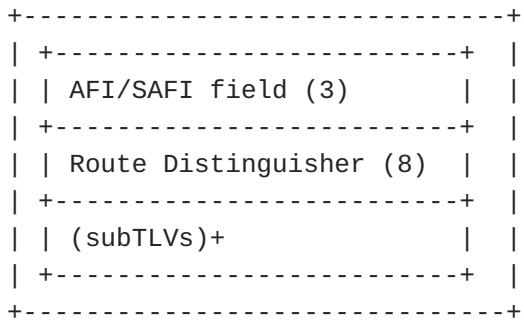 AFI/SAFI field (3)
Route Distinguisher (8)
(subTLVs)+